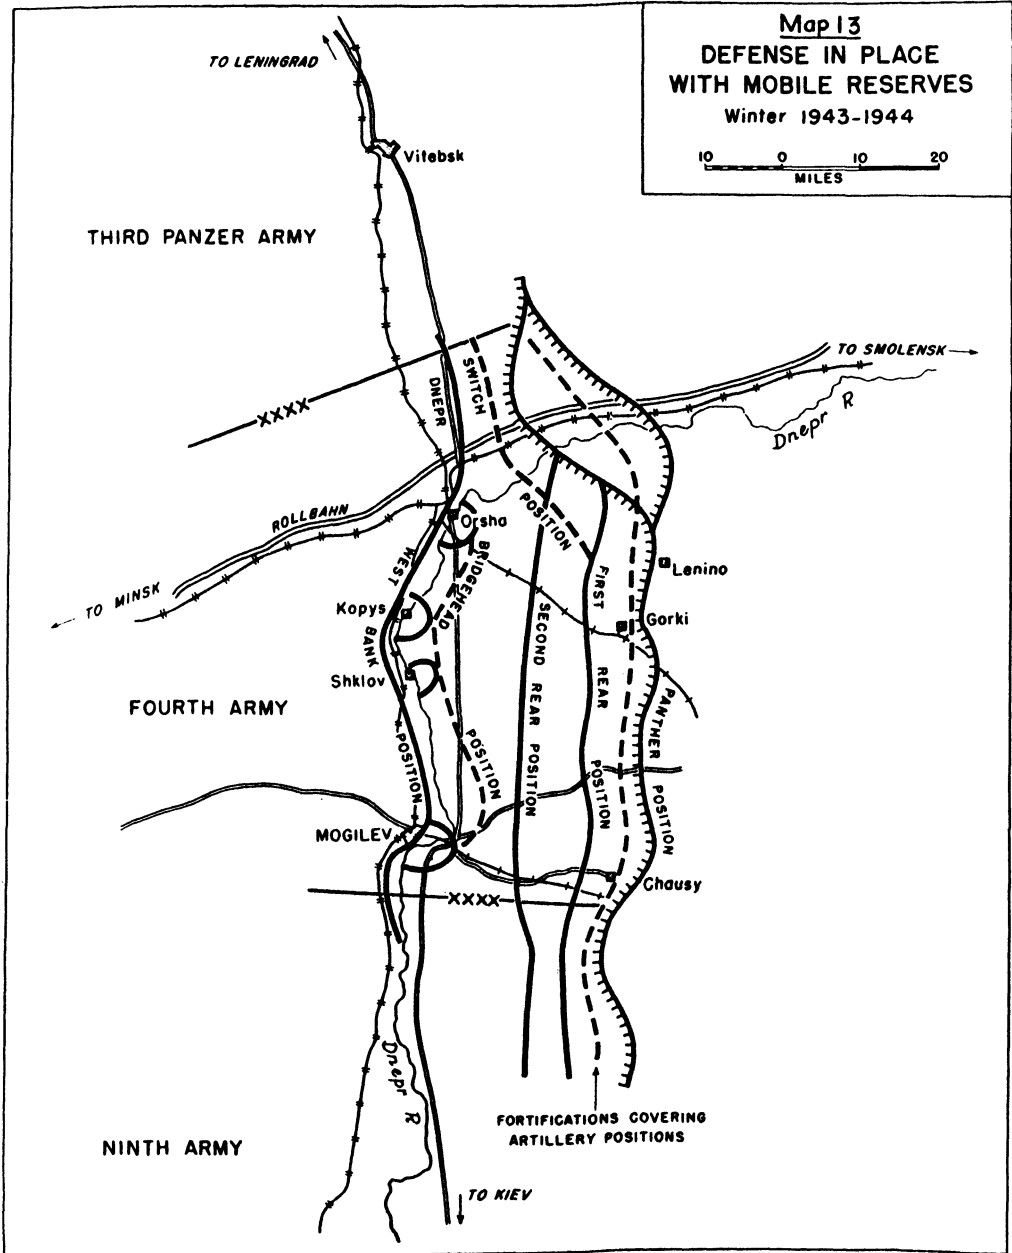 Map 13
DEFENSE IN PLACE
WITH MOBILE RESERVES
Winter 1943-1944
10 0 10 20
MILES
TO LENINGRAD
Vitebsk
THIRD PANZER ARMY
TO SMOLENSK
SWITCH
DNEPR
XXXX
Dnepr R
ROLLBAHN
POSITION
Orsha
WEST
BRIDGEHEAD
FIRST
Lenino
TO MINSK
Kopys
SECOND REAR POSITION
Gorki
BANK
Shklov
REAR
PANTHER
FOURTH ARMY
POSITION
POSITION
POSITION
POSITION
MOGILEV
Chausy
XXXX
Dnepr R
FORTIFICATIONS COVERING
ARTILLERY POSITIONS
NINTH ARMY
TO KIEV